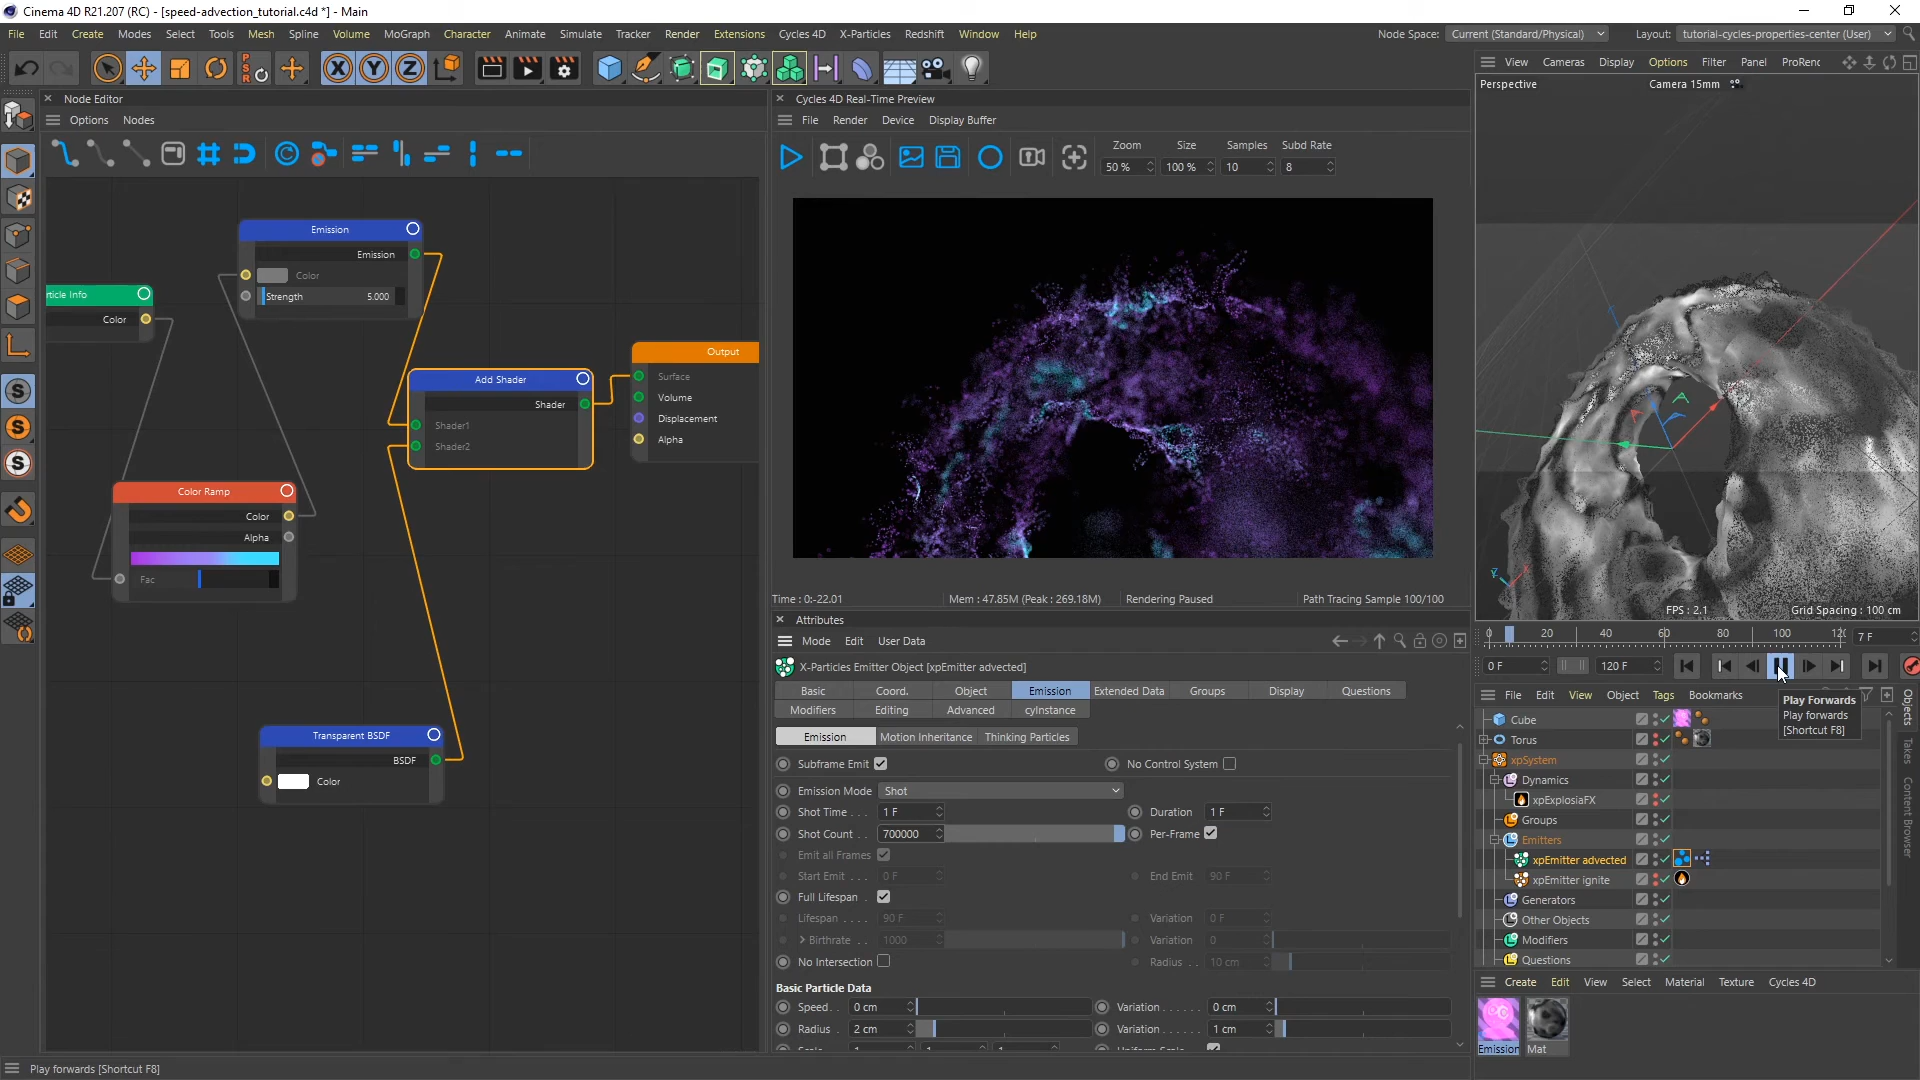 Cinema 4D R21.207 (RC) - [speed-advection_tutorial.c4d *] - Main
File Edit Create Modes Select Tools Mesh Spline Volume MoGraph Character Animate Simulate Tracker Render Extensions Cycles 4D X-Particles Redshift Window Help
Node Space: Current (Standard/Physical) Layout: tutorial-cycles-properties-center (User)
Node Editor
Options Nodes
Emission
Emission
Color
Strength 5.000
rticle Info
Color
Add Shader
Shader
Shader1
Shader2
Output
Surface
Volume
Displacement
Alpha
Color Ramp
Color
Alpha
Fac
Transparent BSDF
BSDF
Color
Play forwards [Shortcut F8]
Cycles 4D Real-Time Preview
File Render Device Display Buffer
Zoom Size Samples Subd Rate
50 % 100 % 10 8
Time : 0:-22.01 Mem : 47.85M (Peak : 269.18M) Rendering Paused Path Tracing Sample 100/100
Attributes
Mode Edit User Data
X-Particles Emitter Object [xpEmitter advected]
Basic Coord. Object Emission Extended Data Groups Display Questions
Modifiers Editing Advanced cyInstance
Emission Motion Inheritance Thinking Particles
Subframe Emit No Control System
Emission Mode Shot
Shot Time . . . 1 F Duration 1 F
Shot Count . . 700000 Per-Frame
Emit all Frames
Start Emit . . . 0 F End Emit 90 F
Full Lifespan .
Lifespan . . . . 90 F Variation 0 F
> Birthrate . . 1000 Variation 0
No Intersection Radius . . 10 cm
Basic Particle Data
Speed. . 0 cm Variation . . . . . . 0 cm
Radius . 2 cm Variation . . . . . . 1 cm
View Cameras Display Options Filter Panel ProRenc
Perspective Camera 15mm
Y
FPS : 2.1 Grid Spacing : 100 cm
0 20 40 60 80 100 12( 7 F
0 F 120 F
File Edit View Object Tags Bookmarks
Play Forwards
Play forwards
[Shortcut F8]
Cube
Torus
xpSystem
Dynamics
xpExplosiaFX
Groups
Emitters
xpEmitter advected
xpEmitter ignite
Generators
Other Objects
Modifiers
Questions
Objects
Takes
Content Browser
Create Edit View Select Material Texture Cycles 4D
Emission Mat